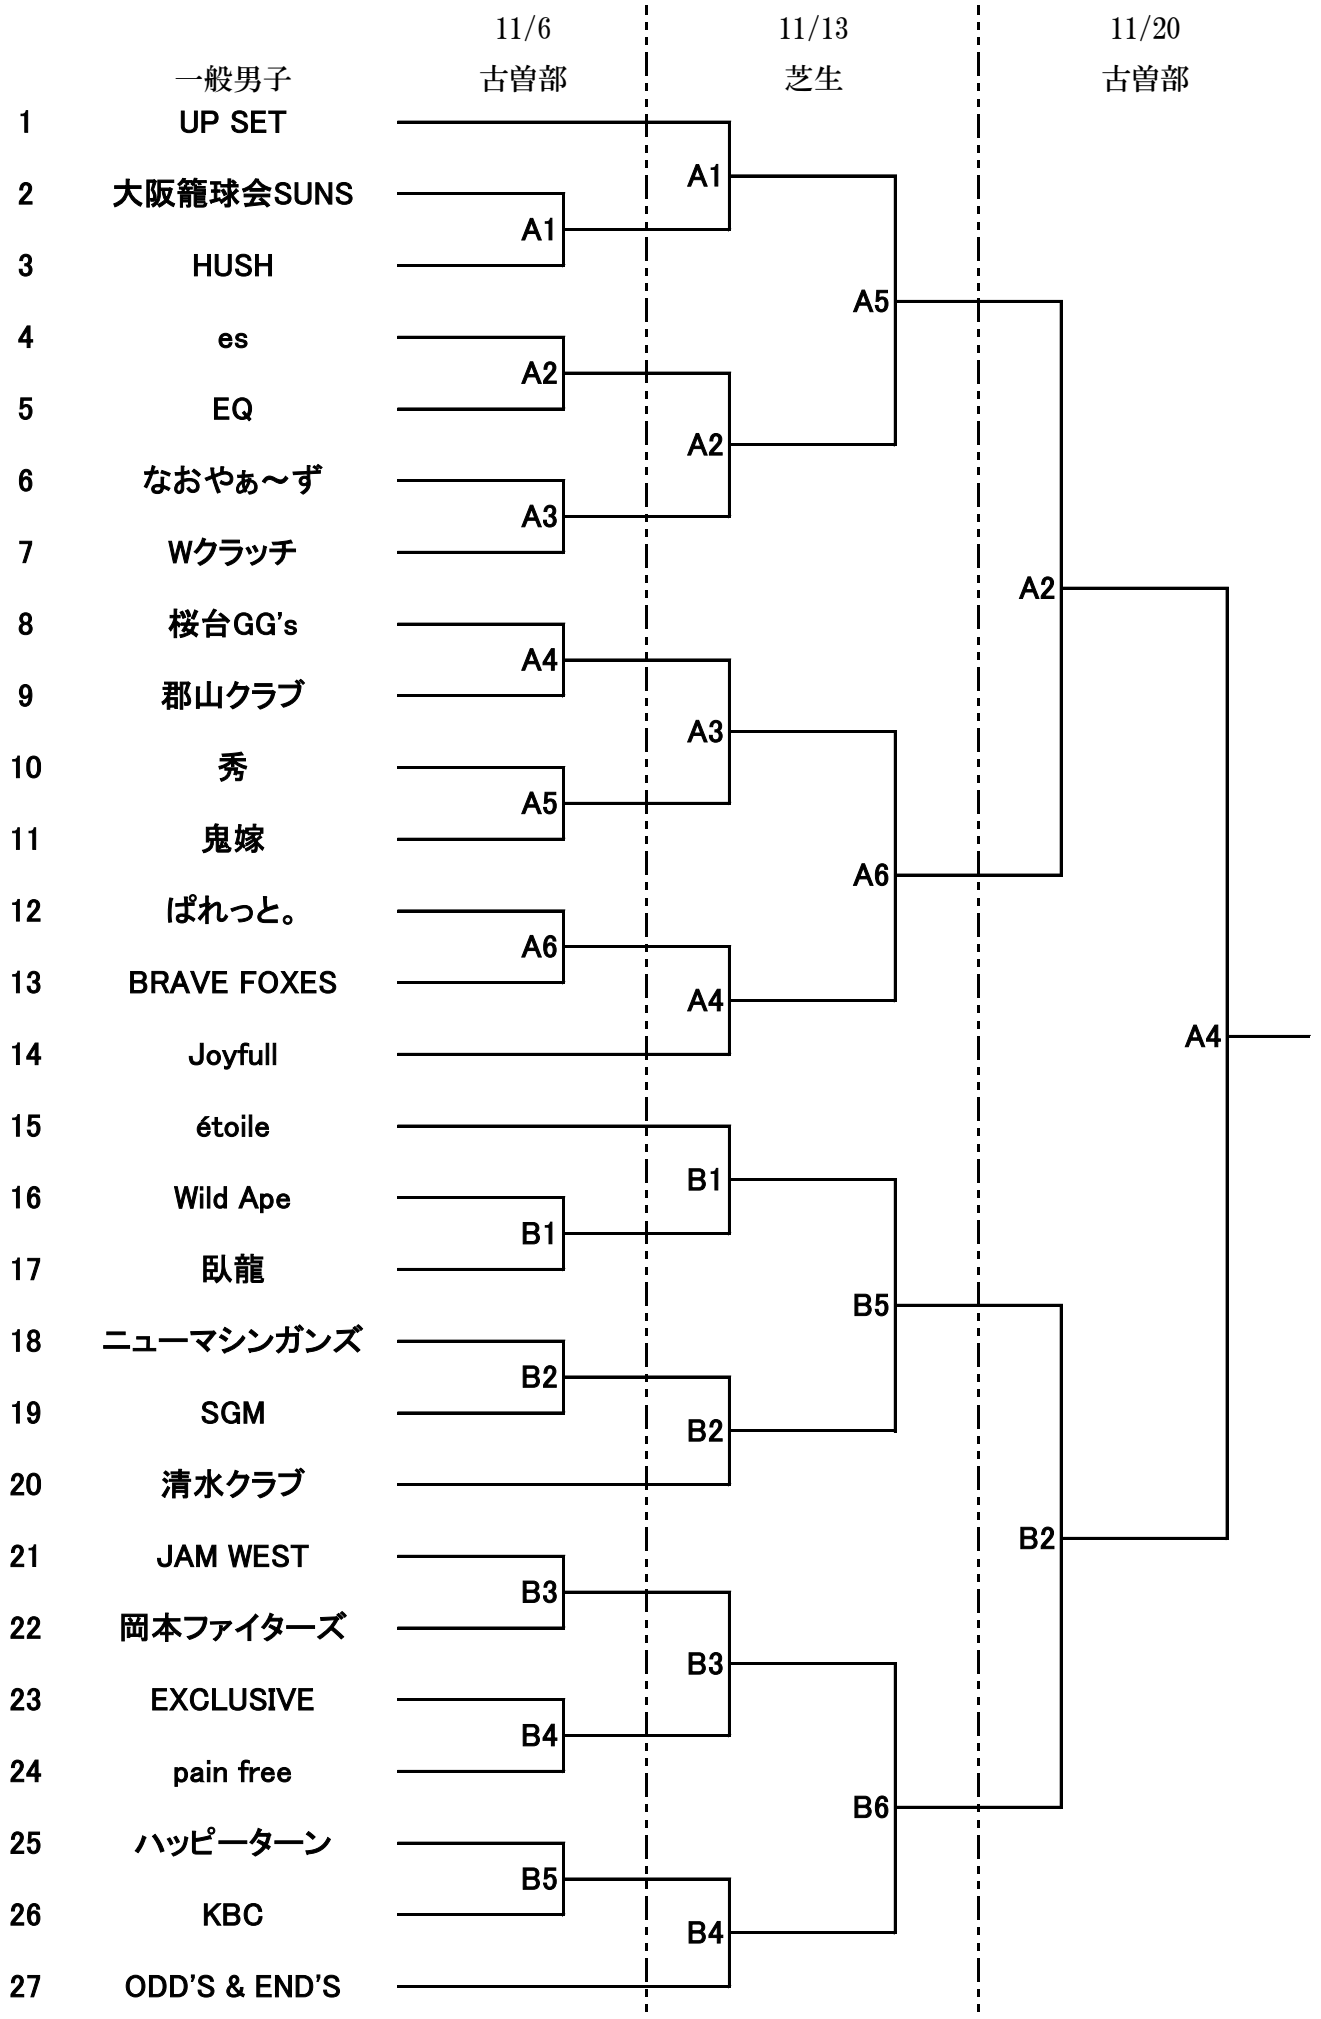 11/6 11/13 11/20
一般男子 古曽部 芝生 古曽部
1 UP SET
A1
2 大阪籠球会SUNS
A1
3 HUSH
A5
4 es
A2
5 EQ
A2
6 なおやぁ～ず
A3
7 Wクラッチ
A2
8 桜台GG's
A4
9 郡山クラブ
A3
10 秀
A5
11 鬼嫁
A6
12 ぱれっと。
A6
13 BRAVE FOXES
A4
A4
14 Joyfull
15 étoile
B1
16 Wild Ape
B1
17 臥龍
B5
18 ニューマシンガンズ
B2
19 SGM
B2
20 清水クラブ
B2
21 JAM WEST
B3
22 岡本ファイターズ
B3
23 EXCLUSIVE
B4
24 pain free
B6
25 ハッピーターン
B5
26 KBC
B4
27 ODD'S & END'S